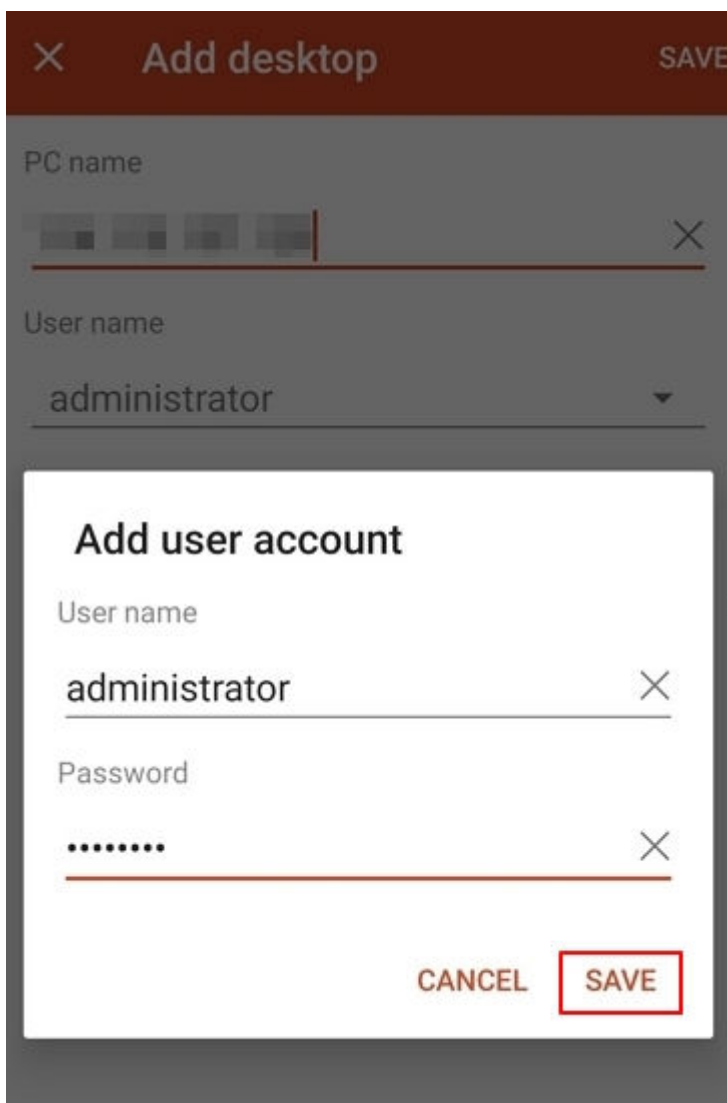 Add desktop SAVE
PC name
User name
administrator
Add user account
User name
administrator
Password
••••••••
CANCEL SAVE